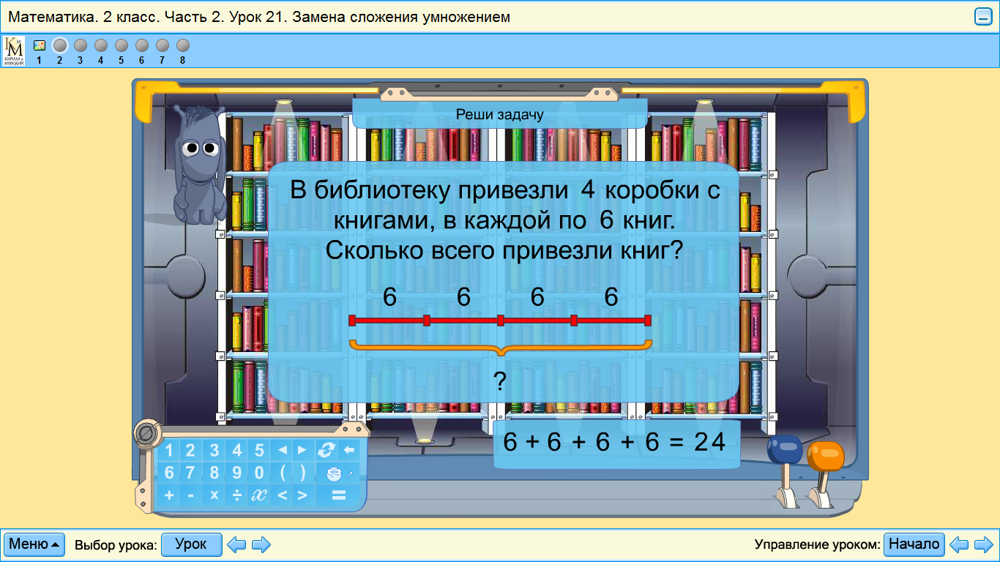 Математика. 2 класс. Часть 2. Урок 21. Замена сложения умножением
К и М
КИРИЛЛ и МЕФОДИЙ
1 2 3 4 5 6 7 8
Реши задачу
В библиотеку привезли 4 коробки с
книгами, в каждой по 6 книг.
Сколько всего привезли книг?
6 6 6 6
?
6 + 6 + 6 + 6 = 24
1 2 3 4 5
6 7 8 9 0 ( ) ?
+ - x ÷ x < > =
Меню Выбор урока: Урок Управление уроком: Начало